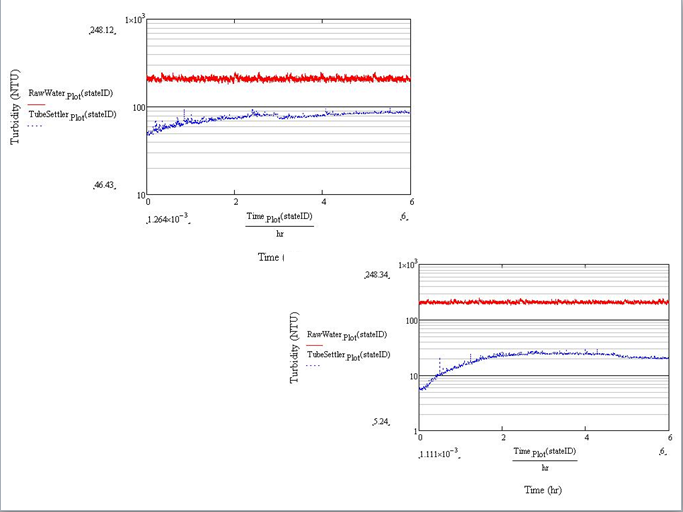 1×10³
248.12
Turbidity (NTU)
RawWater.Plot(stateID)
TubeSettler.Plot(stateID)
100
46.43
10
0 2 4 6
1.264×10⁻³
Time.Plot(stateID)
hr
6
Time (
1×10³
248.34
Turbidity (NTU)
RawWater.Plot(stateID)
TubeSettler.Plot(stateID)
100
10
5.24
1
0 2 4 6
1.111×10⁻³
Time.Plot(stateID)
hr
6
Time (hr)